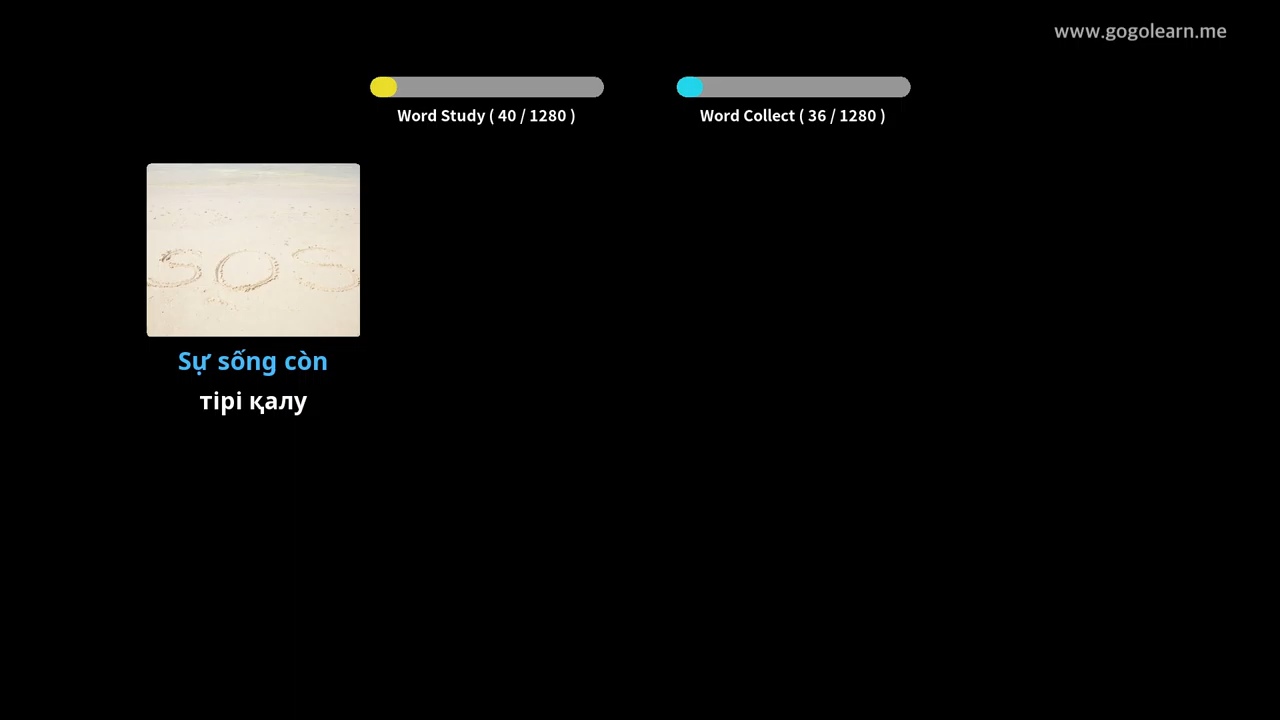 www.gogolearn.me
Word Study ( 40 / 1280 )
Word Collect ( 36 / 1280 )
SOS
Sự sống còn
тірі қалу